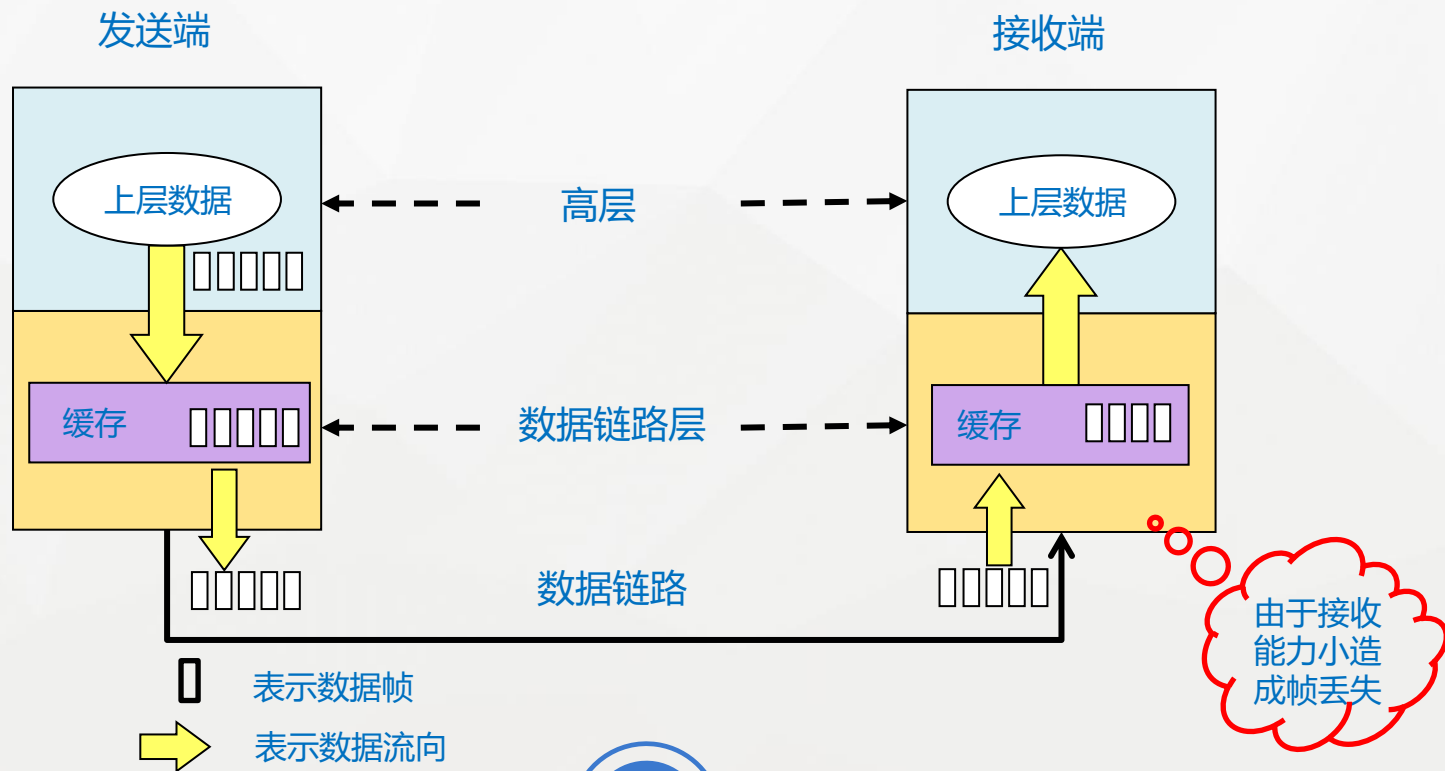 发送端
接收端
上层数据
高层
上层数据
缓存
数据链路层
缓存
数据链路
由于接收
能力小造
成帧丢失
表示数据帧
表示数据流向